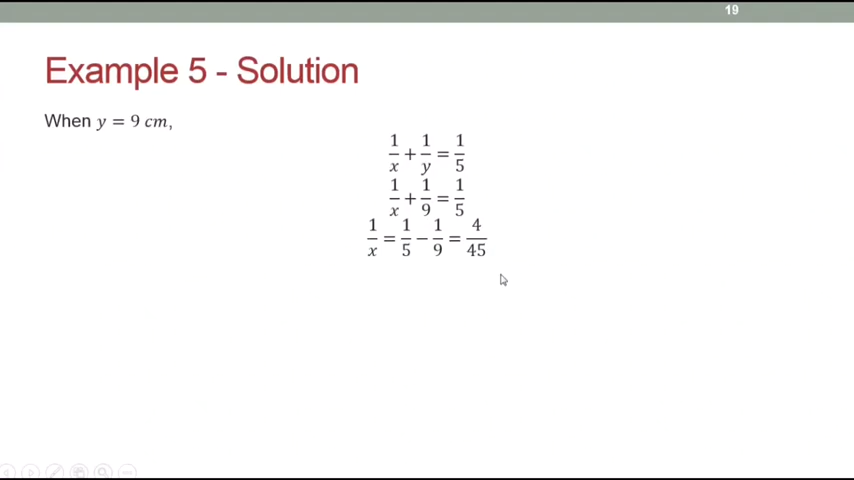 19
Example 5 - Solution
When y = 9 cm,
1/x + 1/y = 1/5
1/x + 1/9 = 1/5
1/x = 1/5 − 1/9 = 4/45